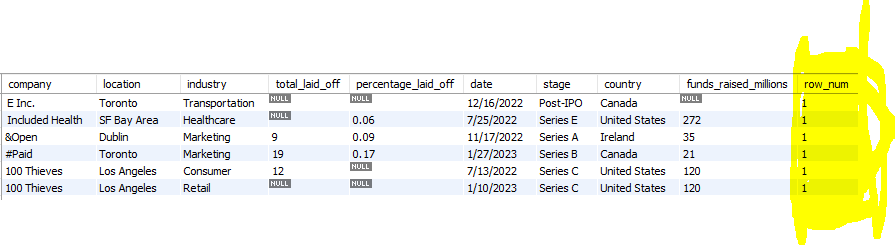 company location industry total_laid_off percentage_laid_off date stage country funds_raised_millions row_num
E Inc. Toronto Transportation NULL NULL 12/16/2022 Post-IPO Canada NULL 1
Included Health SF Bay Area Healthcare NULL 0.06 7/25/2022 Series E United States 272 1
&Open Dublin Marketing 9 0.09 11/17/2022 Series A Ireland 35 1
#Paid Toronto Marketing 19 0.17 1/27/2023 Series B Canada 21 1
100 Thieves Los Angeles Consumer 12 NULL 7/13/2022 Series C United States 120 1
100 Thieves Los Angeles Retail NULL NULL 1/10/2023 Series C United States 120 1